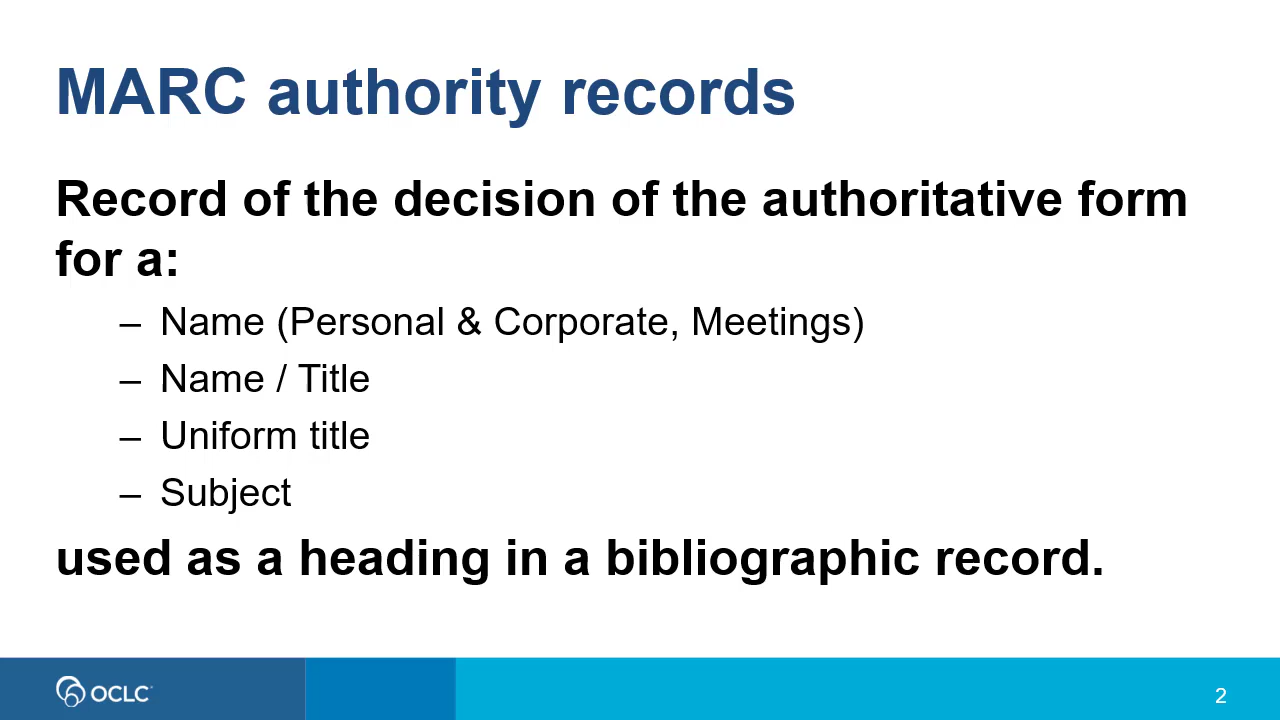 MARC authority records
Record of the decision of the authoritative form
for a:
– Name (Personal & Corporate, Meetings)
– Name / Title
– Uniform title
– Subject
used as a heading in a bibliographic record.
OCLC
2